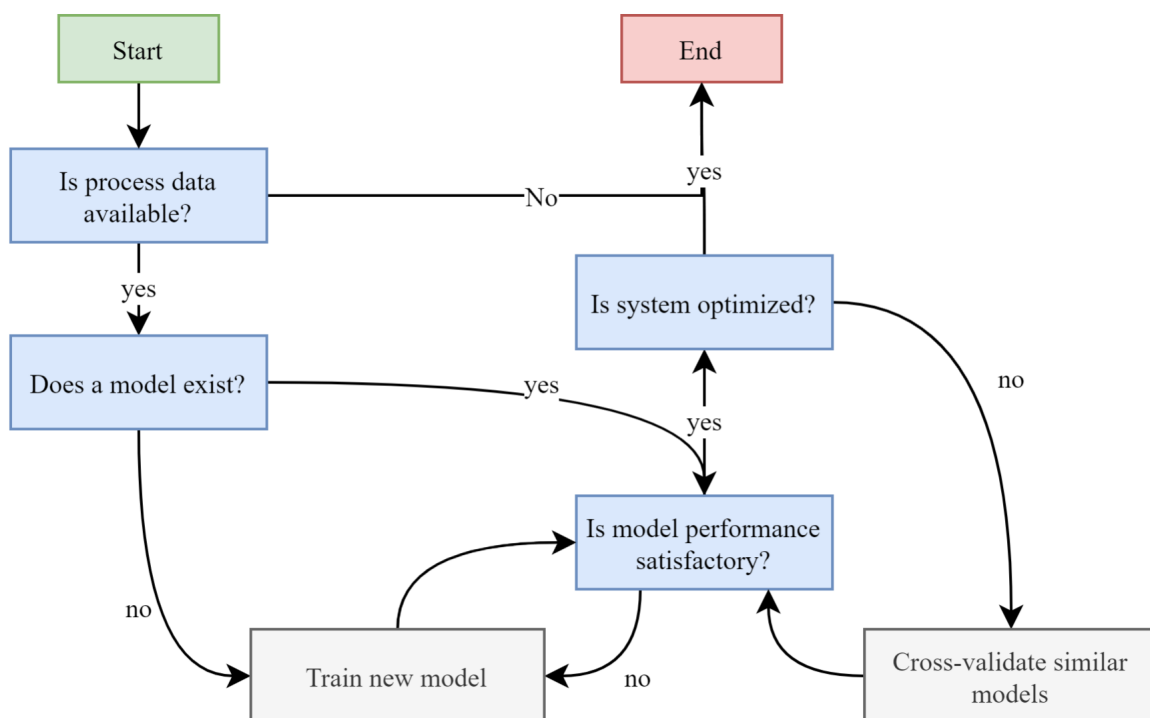 Start
End
Is process data
available?
No
yes
yes
Is system optimized?
Does a model exist?
yes
no
yes
Is model performance
satisfactory?
no
no
Train new model
Cross-validate similar
models